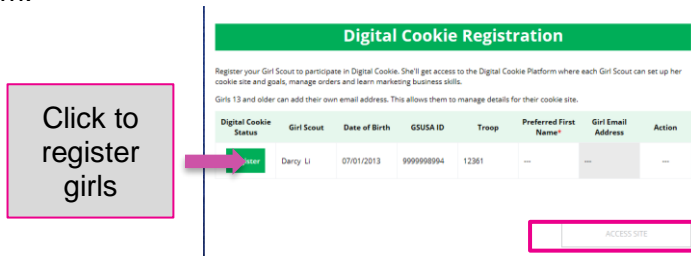 Digital Cookie Registration
Register your Girl Scout to participate in Digital Cookie. She'll get access to the Digital Cookie Platform where each Girl Scout can set up her
cookie site and goals, manage orders and learn marketing business skills.
Girls 13 and older can add their own email address. This allows them to manage details for their cookie site.
Click to
register
girls
Digital Cookie Status Girl Scout Date of Birth GSUSA ID Troop Preferred First Name* Girl Email Address Action
Darcy Li 07/01/2013 9999998994 12361 --- --- ---
ACCESS SITE